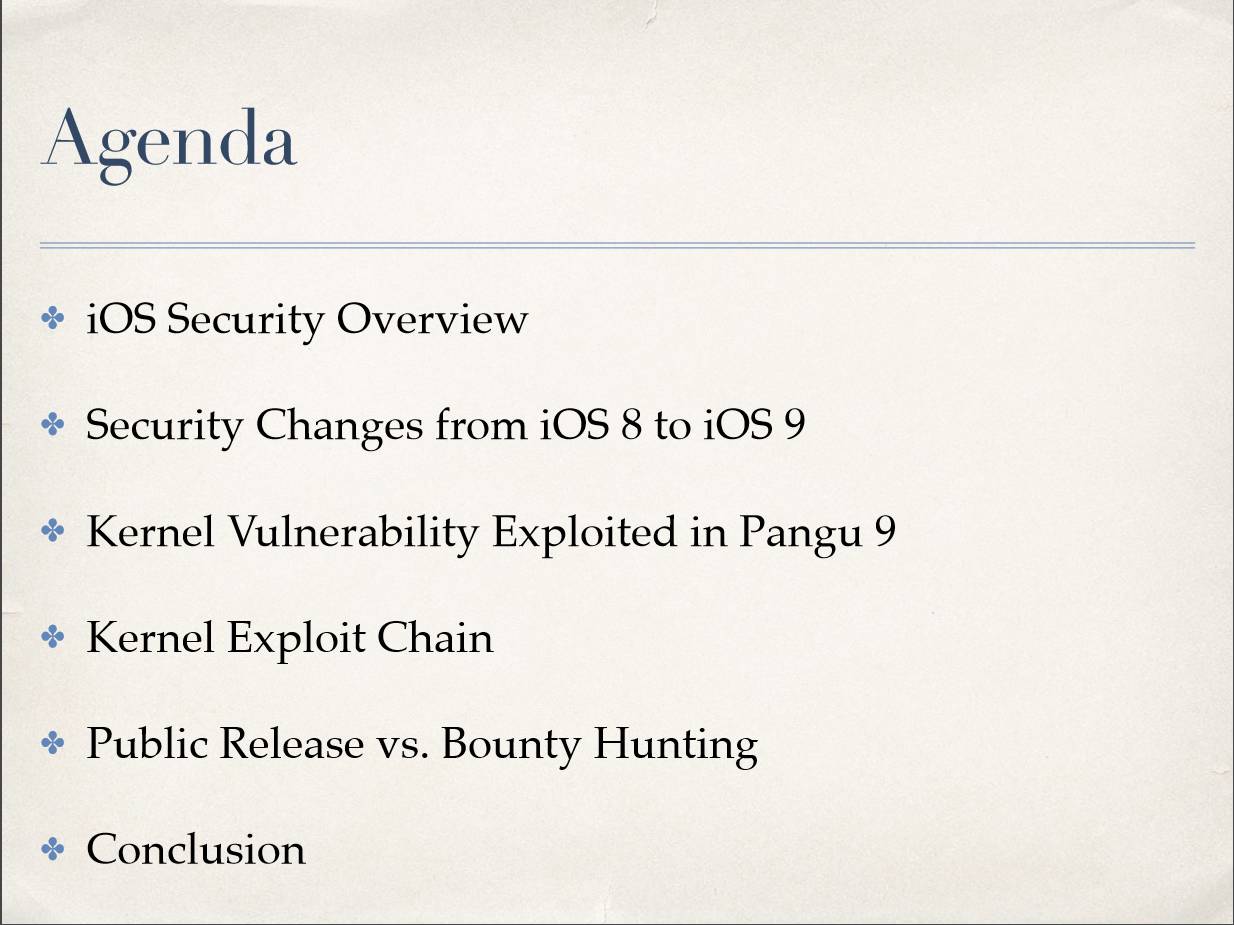 Agenda
iOS Security Overview
Security Changes from iOS 8 to iOS 9
Kernel Vulnerability Exploited in Pangu 9
Kernel Exploit Chain
Public Release vs. Bounty Hunting
Conclusion